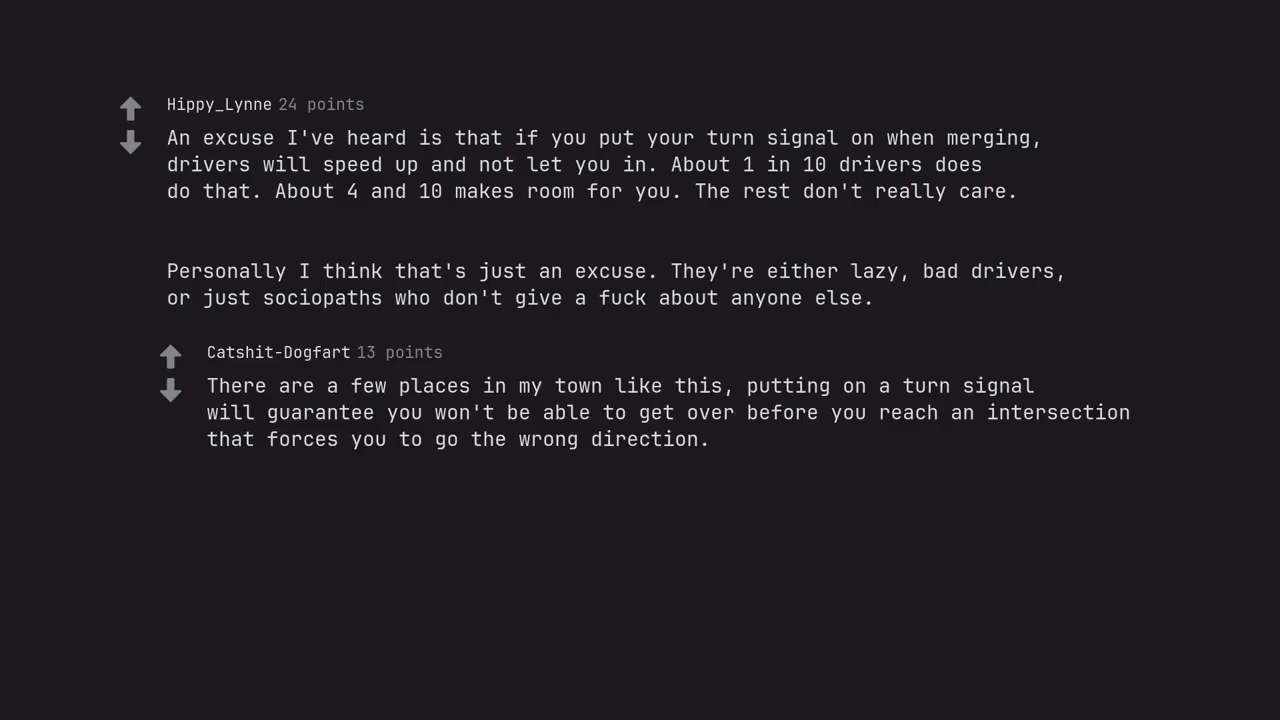 Hippy_Lynne 24 points
An excuse I've heard is that if you put your turn signal on when merging,
drivers will speed up and not let you in. About 1 in 10 drivers does
do that. About 4 and 10 makes room for you. The rest don't really care.
Personally I think that's just an excuse. They're either lazy, bad drivers,
or just sociopaths who don't give a fuck about anyone else.
Catshit-Dogfart 13 points
There are a few places in my town like this, putting on a turn signal
will guarantee you won't be able to get over before you reach an intersection
that forces you to go the wrong direction.